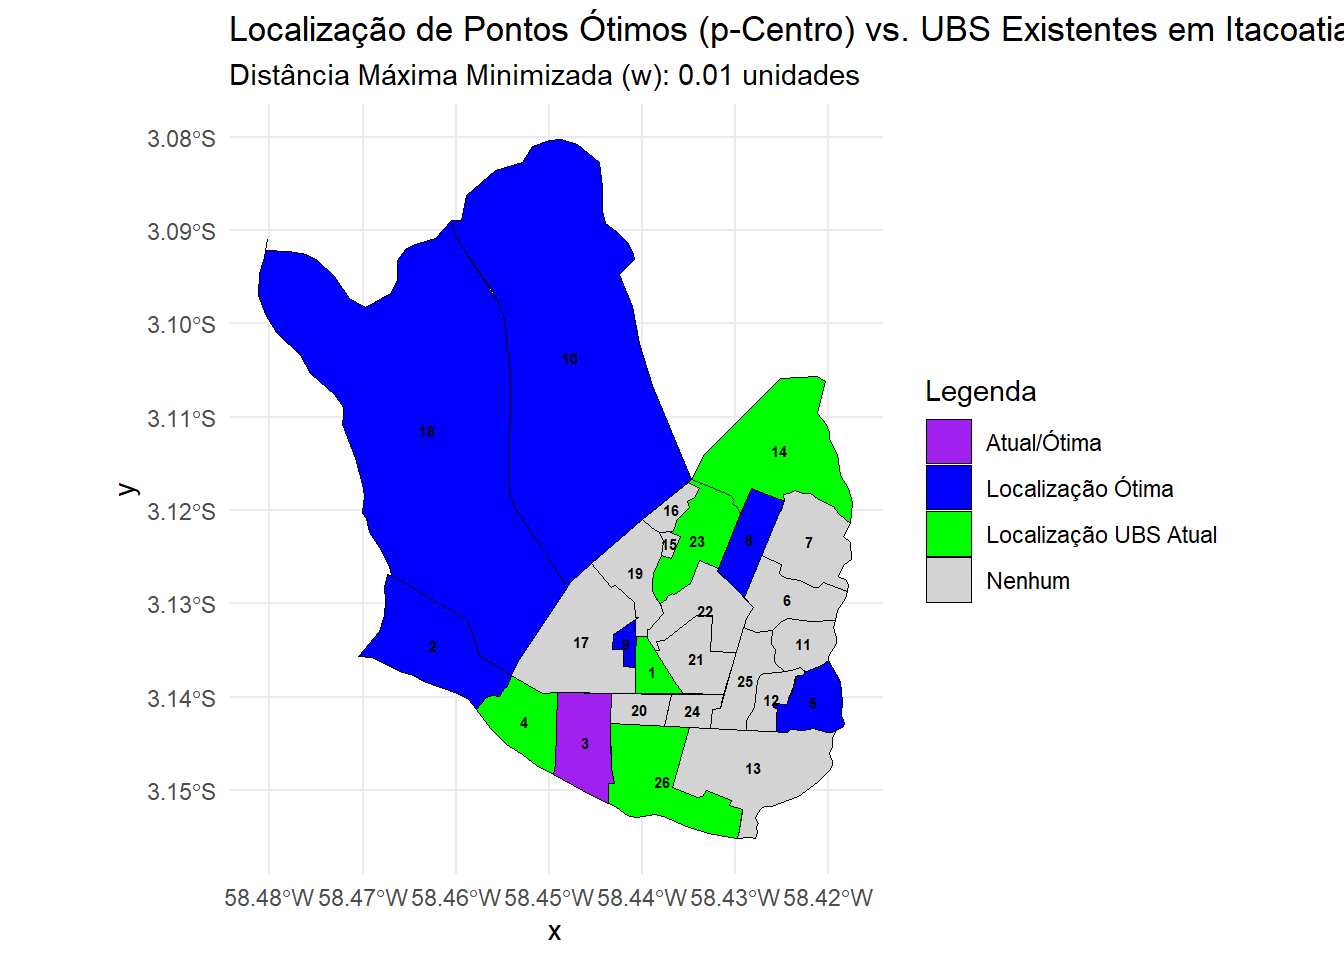 Localização de Pontos Ótimos (p-Centro) vs. UBS Existentes em Itacoatia
Distância Máxima Minimizada (w): 0.01 unidades
3.08°S
3.09°S
3.10°S
3.11°S
3.12°S
3.13°S
3.14°S
3.15°S
y
10
18
14
16
23
8
15
7
19
6
22
17
9
2
11
21
1
25
12
5
20
24
4
3
13
26
58.48°W 58.47°W 58.46°W 58.45°W 58.44°W 58.43°W 58.42°W
x
Legenda
Atual/Ótima
Localização Ótima
Localização UBS Atual
Nenhum